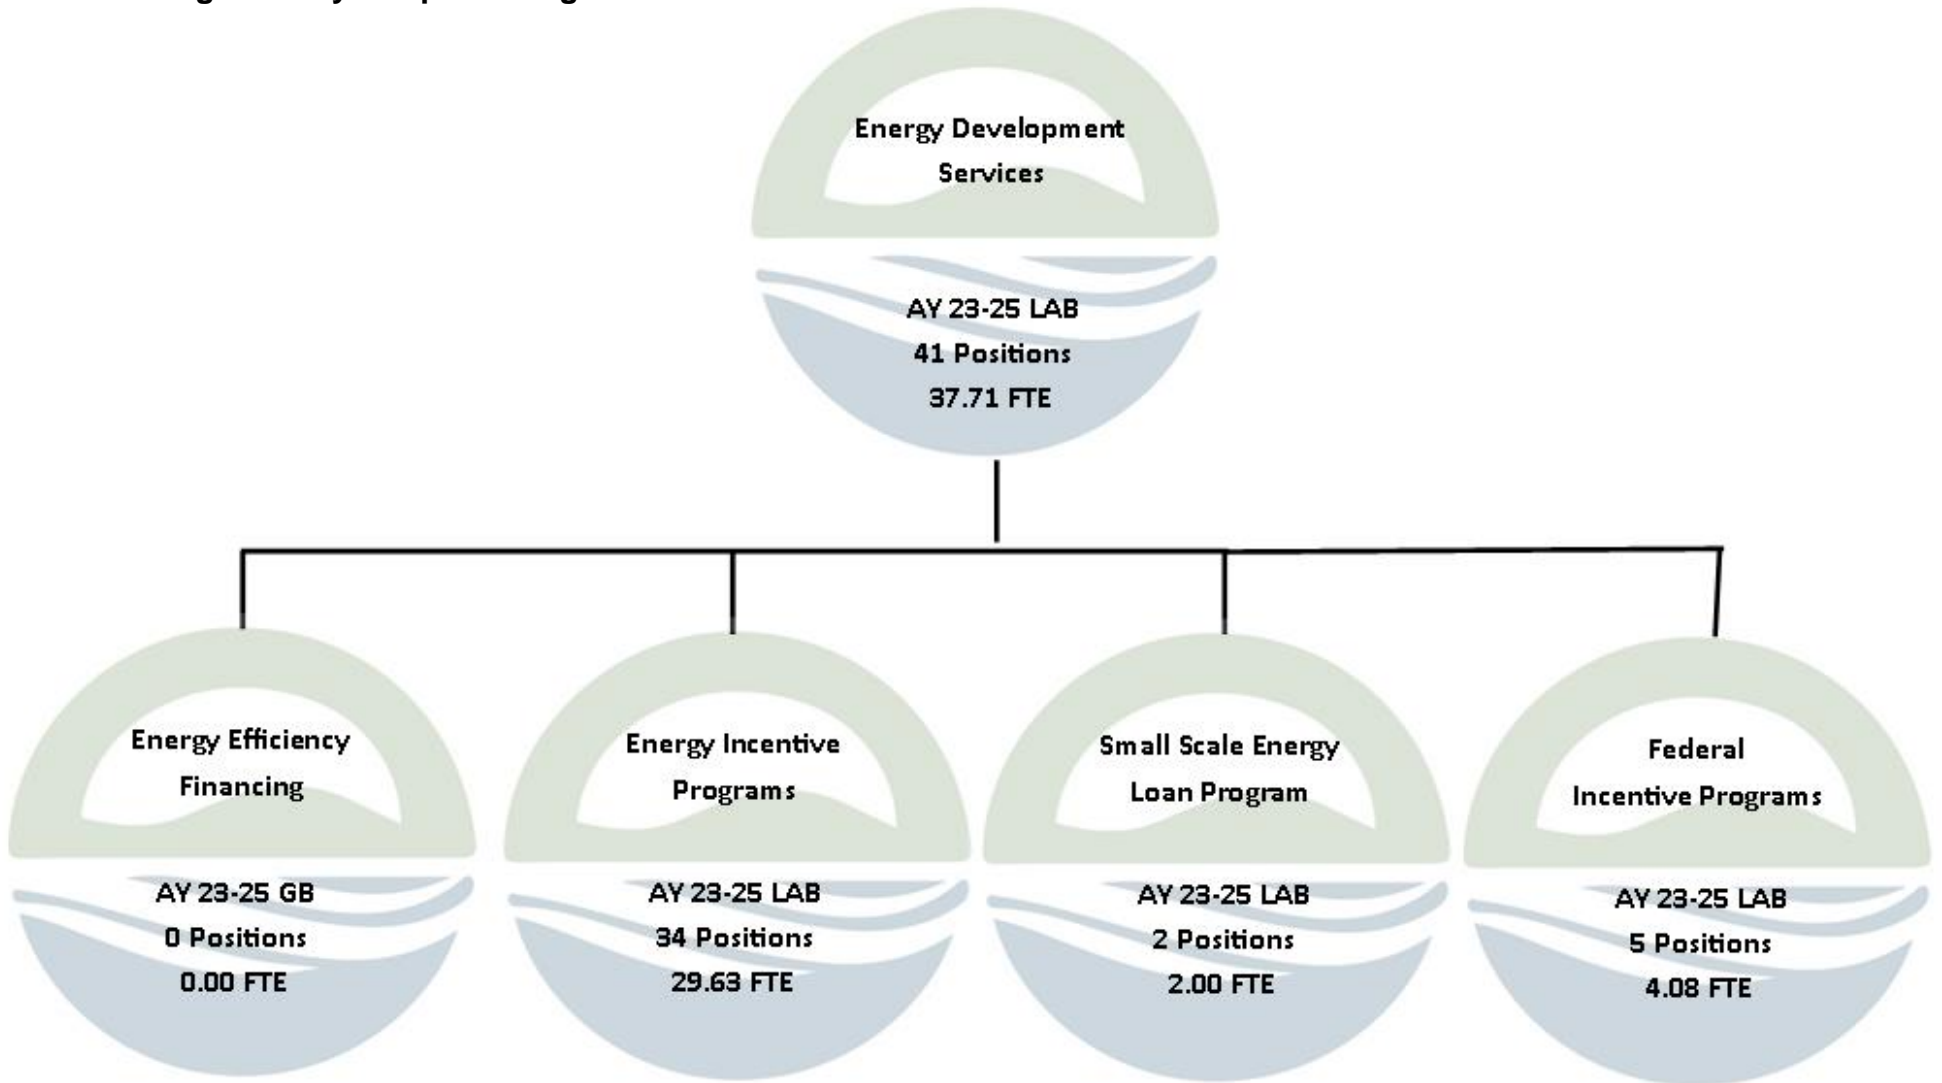 Energy Development
Services
AY 23-25 LAB
41 Positions
37.71 FTE
Energy Efficiency
Financing
AY 23-25 GB
0 Positions
0.00 FTE
Energy Incentive
Programs
AY 23-25 LAB
34 Positions
29.63 FTE
Small Scale Energy
Loan Program
AY 23-25 LAB
2 Positions
2.00 FTE
Federal
Incentive Programs
AY 23-25 LAB
5 Positions
4.08 FTE